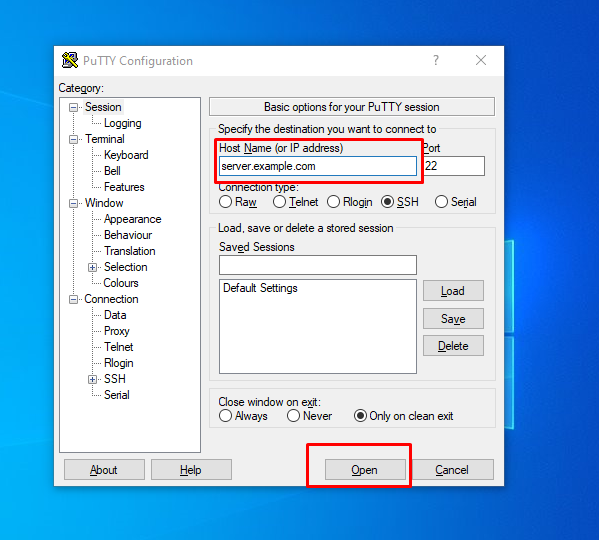 PuTTY Configuration
?
Category:
Session
Logging
Terminal
Keyboard
Bell
Features
Window
Appearance
Behaviour
Translation
Selection
Colours
Connection
Data
Proxy
Telnet
Rlogin
SSH
Serial
Basic options for your PuTTY session
Specify the destination you want to connect to
Host Name (or IP address) Port
server.example.com 22
Connection type:
Raw Telnet Rlogin SSH Serial
Load, save or delete a stored session
Saved Sessions
Default Settings
Load
Save
Delete
Close window on exit:
Always Never Only on clean exit
About Help Open Cancel